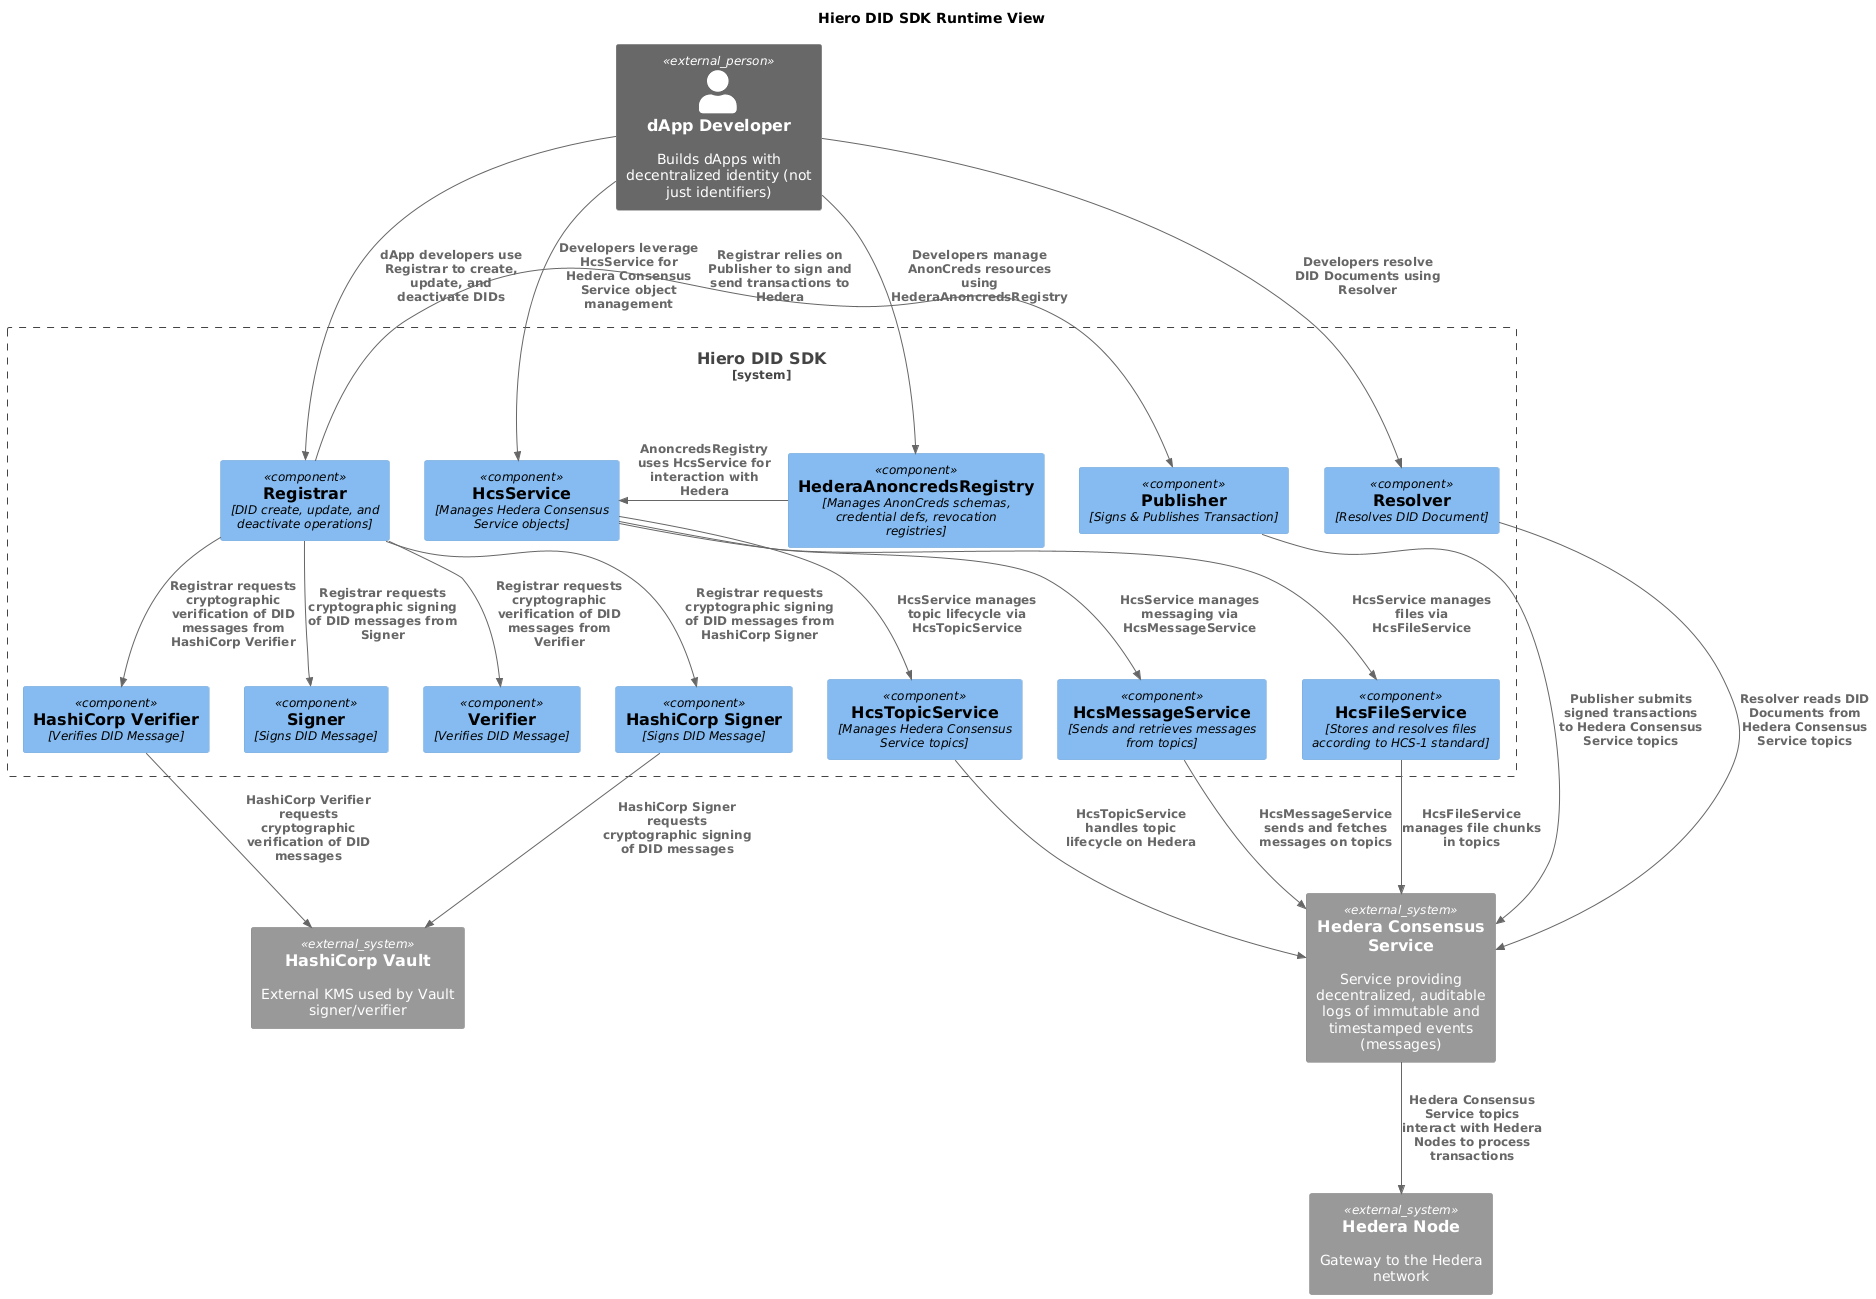 Hiero DID SDK Runtime View
«external_person»
dApp Developer
Builds dApps with
decentralized identity (not
just identifiers)
dApp developers use
Registrar to create,
update, and
deactivate DIDs
Developers leverage
HcsService for
Hedera Consensus
Service object
management
Registrar relies on
Publisher to sign and
send transactions to
Hedera
Developers manage
AnonCreds resources
using
HederaAnoncredsRegistry
Developers resolve
DID Documents using
Resolver
Hiero DID SDK
[system]
«component»
Registrar
[DID create, update, and
deactivate operations]
«component»
HcsService
[Manages Hedera Consensus
Service objects]
AnoncredsRegistry
uses HcsService for
interaction with
Hedera
«component»
HederaAnoncredsRegistry
[Manages AnonCreds schemas,
credential defs, revocation
registries]
«component»
Publisher
[Signs & Publishes Transaction]
«component»
Resolver
[Resolves DID Document]
Registrar requests
cryptographic
verification of DID
messages from
HashiCorp Verifier
Registrar requests
cryptographic signing
of DID messages from
Signer
Registrar requests
cryptographic
verification of DID
messages from
Verifier
Registrar requests
cryptographic signing
of DID messages from
HashiCorp Signer
HcsService manages
topic lifecycle via
HcsTopicService
HcsService manages
messaging via
HcsMessageService
HcsService manages
files via
HcsFileService
«component»
HashiCorp Verifier
[Verifies DID Message]
«component»
Signer
[Signs DID Message]
«component»
Verifier
[Verifies DID Message]
«component»
HashiCorp Signer
[Signs DID Message]
«component»
HcsTopicService
[Manages Hedera Consensus
Service topics]
«component»
HcsMessageService
[Sends and retrieves messages
from topics]
«component»
HcsFileService
[Stores and resolves files
according to HCS-1 standard]
Publisher submits
signed transactions
to Hedera Consensus
Service topics
Resolver reads DID
Documents from
Hedera Consensus
Service topics
HashiCorp Verifier
requests
cryptographic
verification of DID
messages
HashiCorp Signer
requests
cryptographic signing
of DID messages
HcsTopicService
handles topic
lifecycle on Hedera
HcsMessageService
sends and fetches
messages on topics
HcsFileService
manages file chunks
in topics
«external_system»
HashiCorp Vault
External KMS used by Vault
signer/verifier
«external_system»
Hedera Consensus
Service
Service providing
decentralized, auditable
logs of immutable and
timestamped events
(messages)
Hedera Consensus
Service topics
interact with Hedera
Nodes to process
transactions
«external_system»
Hedera Node
Gateway to the Hedera
network